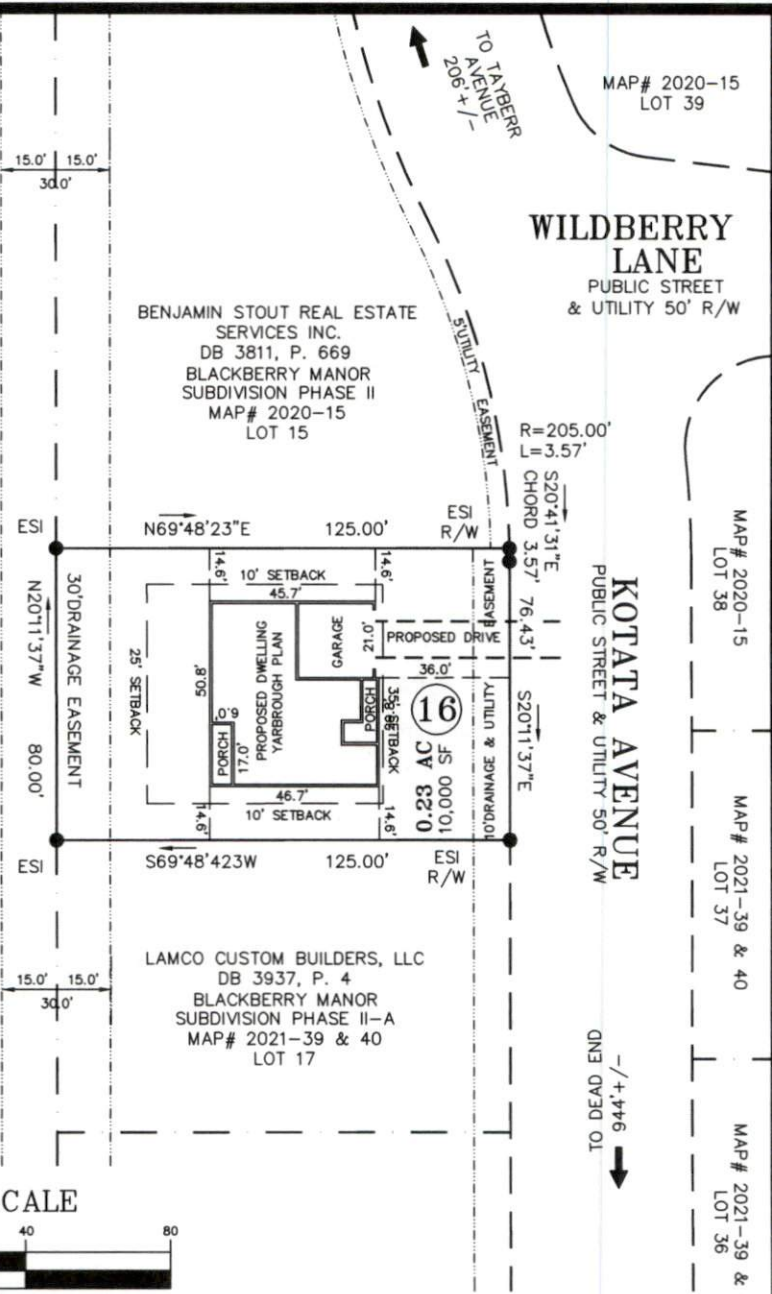 TO TAYBERR
AVENUE
206'+/-
MAP# 2020-15
LOT 39
15.0' 15.0'
30.0'
WILDBERRY
LANE
PUBLIC STREET
& UTILITY 50' R/W
BENJAMIN STOUT REAL ESTATE
SERVICES INC.
DB 3811, P. 669
BLACKBERRY MANOR
SUBDIVISION PHASE II
MAP# 2020-15
LOT 15
5'UTILITY EASEMENT
R=205.00'
L=3.57'
S20°41'31"E
CHORD 3.57'
MAP# 2020-15
LOT 38
ESI
N69°48'23"E 125.00'
ESI
R/W
N20°11'37"W 80.00'
30'DRAINAGE EASEMENT
25' SETBACK
14.6'
10' SETBACK
14.6'
45.7'
50.8'
PROPOSED DWELLING
YARBROUGH PLAN
GARAGE
21.0'
PROPOSED DRIVE
36.0'
PORCH
35' SETBACK
6.0'
PORCH
17.0'
46.7'
14.6'
10' SETBACK
14.6'
16
0.23 AC
10,000 SF
10'DRAINAGE & UTILITY EASEMENT
76.43'
S20°11'37"E
KOTATA AVENUE
PUBLIC STREET & UTILITY 50' R/W
ESI
S69°48'423W 125.00'
ESI
R/W
MAP# 2021-39 & 40
LOT 37
LAMCO CUSTOM BUILDERS, LLC
DB 3937, P. 4
BLACKBERRY MANOR
SUBDIVISION PHASE II-A
MAP# 2021-39 & 40
LOT 17
15.0' 15.0'
30.0'
944'+/-
TO DEAD END
MAP# 2021-39 &
LOT 36
CALE
40 80